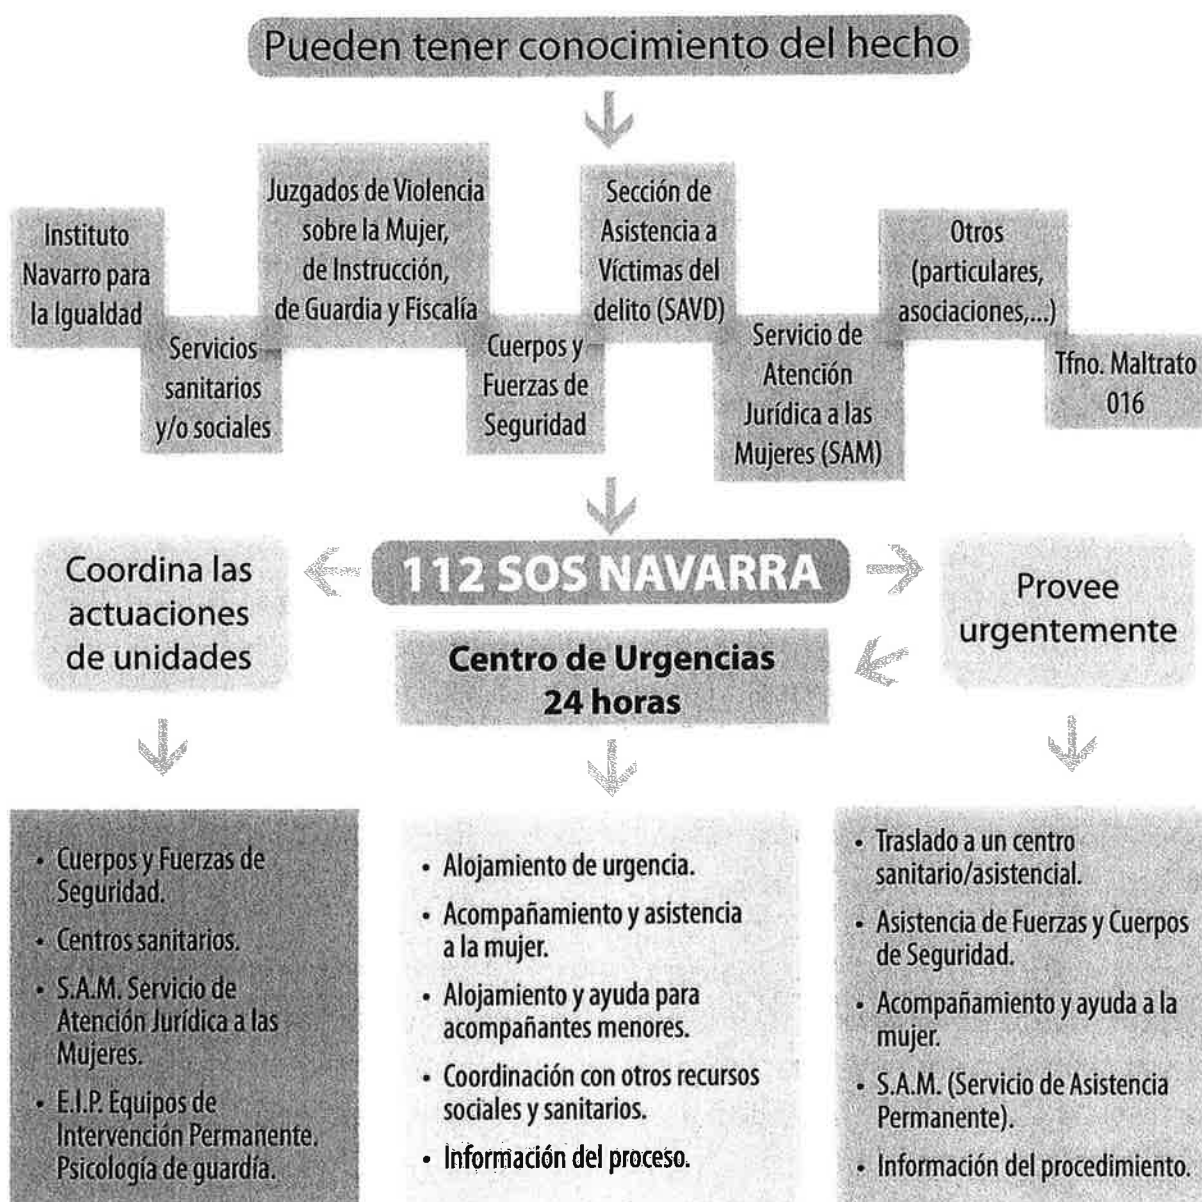 Pueden tener conocimiento del hecho
Instituto
Navarro para
la Igualdad
Servicios
sanitarios
y/o sociales
Juzgados de Violencia
sobre la Mujer,
de Instrucción,
de Guardia y Fiscalía
Cuerpos y
Fuerzas de
Seguridad
Sección de
Asistencia a
Víctimas del
delito (SAVD)
Servicio de
Atención
Jurídica a las
Mujeres (SAM)
Otros
(particulares,
asociaciones,...)
Tfno. Maltrato
016
Coordina las
actuaciones
de unidades
112 SOS NAVARRA
Centro de Urgencias
24 horas
Provee
urgentemente
• Cuerpos y Fuerzas de
Seguridad.
• Centros sanitarios.
• S.A.M. Servicio de
Atención Jurídica a las
Mujeres.
• E.I.P. Equipos de
Intervención Permanente.
Psicología de guardía.
• Alojamiento de urgencia.
• Acompañamiento y asistencia
a la mujer.
• Alojamiento y ayuda para
acompañantes menores.
• Coordinación con otros recursos
sociales y sanitarios.
• Información del proceso.
• Traslado a un centro
sanitario/asistencial.
• Asistencia de Fuerzas y Cuerpos
de Seguridad.
• Acompañamiento y ayuda a la
mujer.
• S.A.M. (Servicio de Asistencia
Permanente).
• Información del procedimiento.